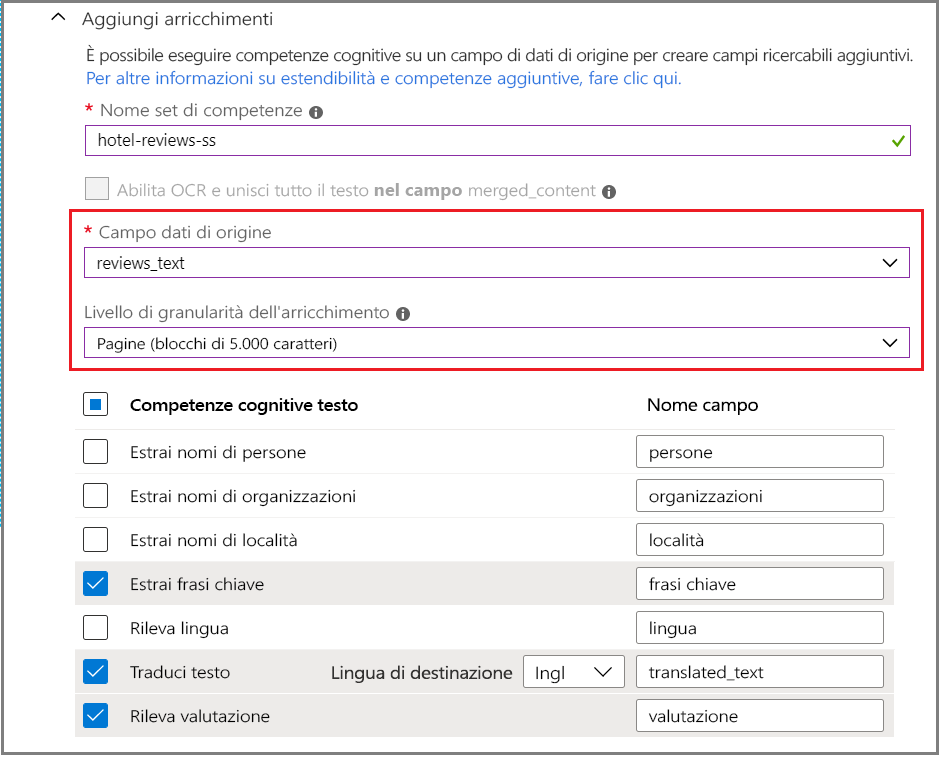 Aggiungi arricchimenti
È possibile eseguire competenze cognitive su un campo di dati di origine per creare campi ricercabili aggiuntivi.
Per altre informazioni su estendibilità e competenze aggiuntive, fare clic qui.
* Nome set di competenze
hotel-reviews-ss
Abilita OCR e unisci tutto il testo nel campo merged_content
* Campo dati di origine
reviews_text
Livello di granularità dell'arricchimento
Pagine (blocchi di 5.000 caratteri)
Competenze cognitive testo Nome campo
Estrai nomi di persone persone
Estrai nomi di organizzazioni organizzazioni
Estrai nomi di località località
Estrai frasi chiave frasi chiave
Rileva lingua lingua
Traduci testo Lingua di destinazione Ingl translated_text
Rileva valutazione valutazione